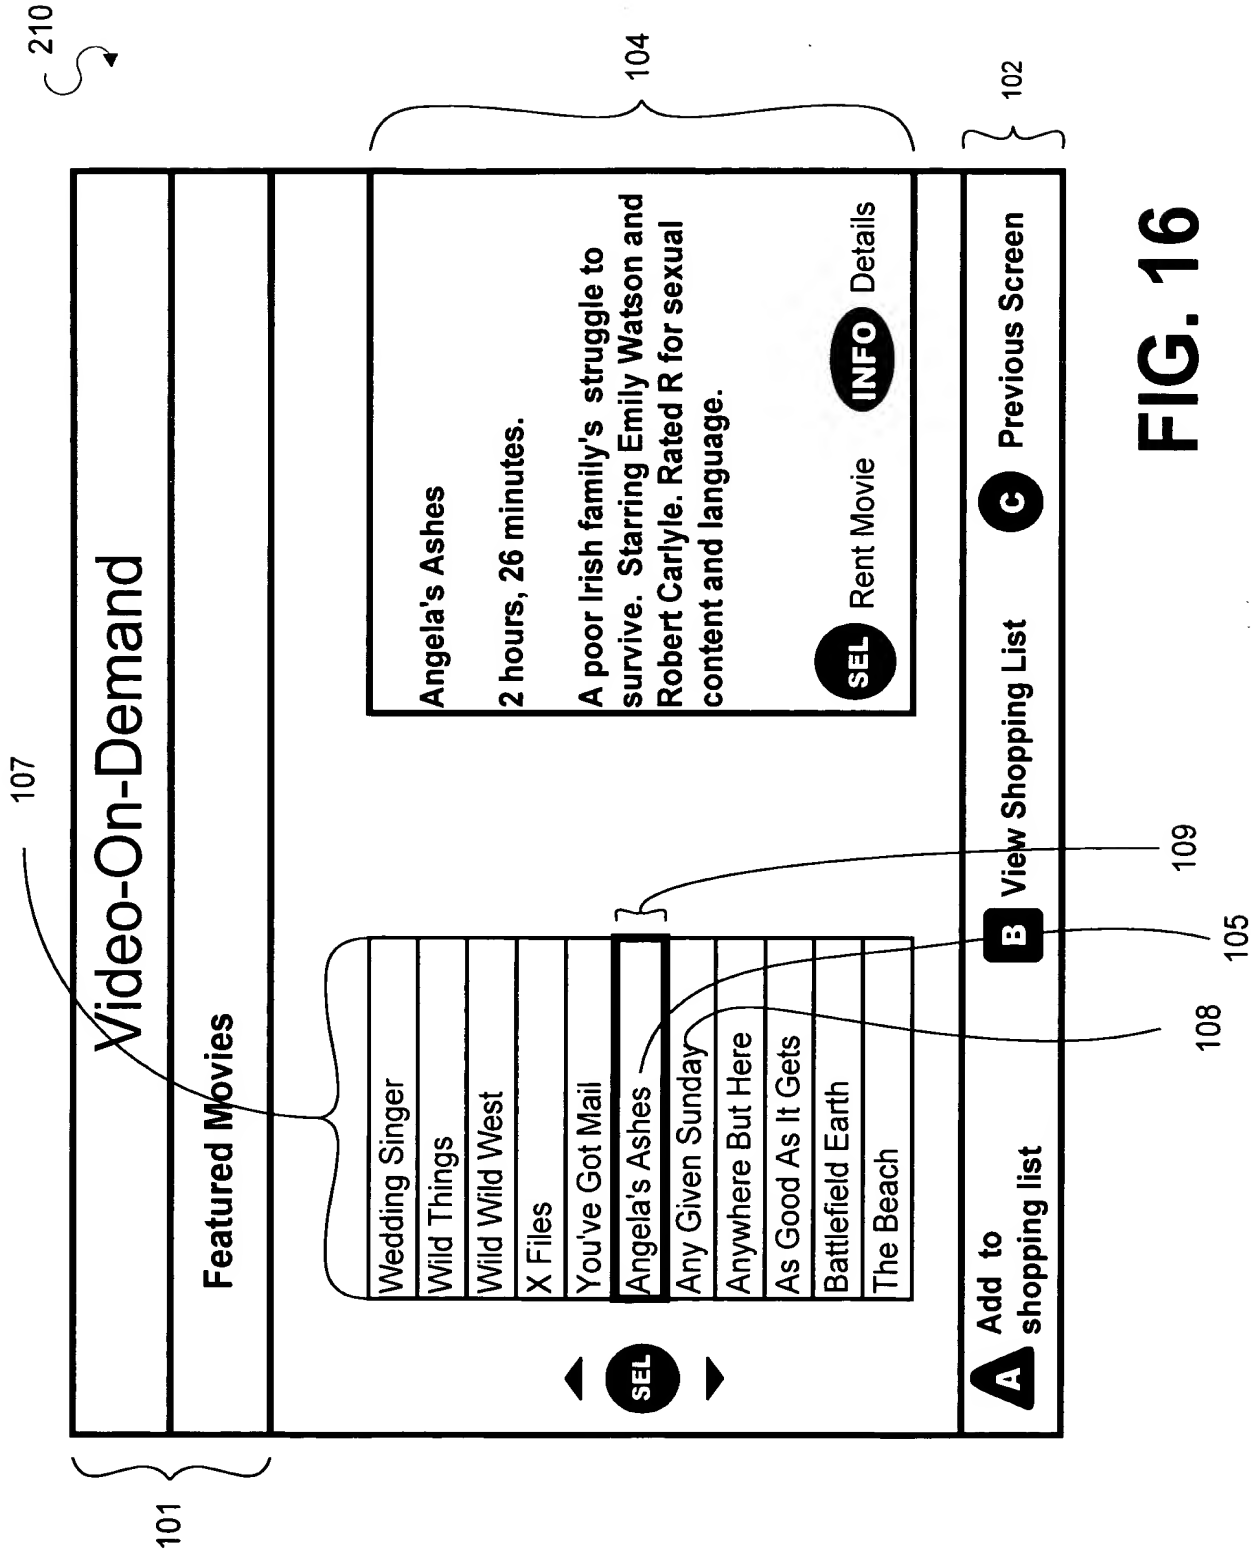 210
107
101
Video-On-Demand
Featured Movies
SEL
Wedding Singer
Wild Things
Wild Wild West
X Files
You've Got Mail
Angela's Ashes
Any Given Sunday
Anywhere But Here
As Good As It Gets
Battlefield Earth
The Beach
109
Angela's Ashes
2 hours, 26 minutes.
A poor Irish family's struggle to
survive. Starring Emily Watson and
Robert Carlyle. Rated R for sexual
content and language.
SEL Rent Movie INFO Details
104
A Add to
shopping list
B View Shopping List
C Previous Screen
102
108
105
FIG. 16